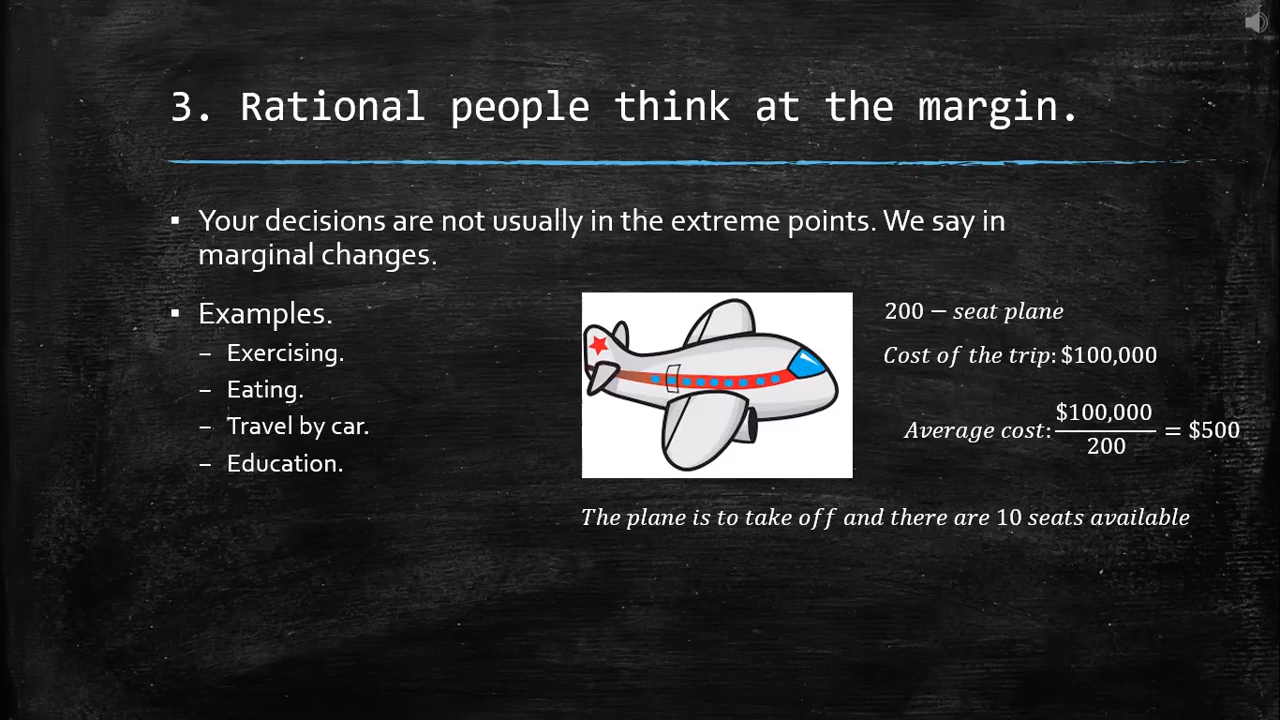 3. Rational people think at the margin.
▪ Your decisions are not usually in the extreme points. We say in
marginal changes.
▪ Examples.
– Exercising.
– Eating.
– Travel by car.
– Education.
200 − seat plane
Cost of the trip: $100,000
Average cost: $100,000 / 200 = $500
The plane is to take off and there are 10 seats available